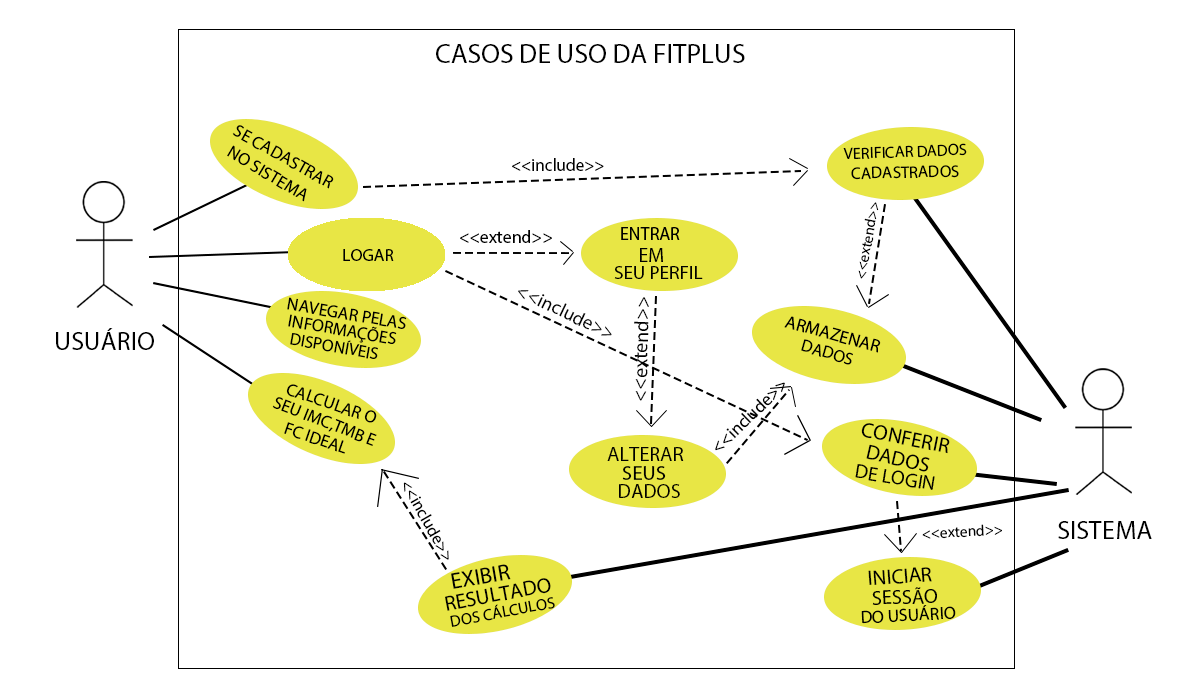 CASOS DE USO DA FITPLUS
SE CADASTRAR
NO SISTEMA
<<include>>
VERIFICAR DADOS
CADASTRADOS
LOGAR
<<extend>>
ENTRAR
EM
SEU PERFIL
<<extend>>
<<include>>
NAVEGAR PELAS
INFORMAÇÕES
DISPONÍVEIS
USUÁRIO
<<extend>>
ARMAZENAR
DADOS
CALCULAR O
SEU IMC,TMB E
FC IDEAL
<<include>>
ALTERAR
SEUS
DADOS
CONFERIR
DADOS
DE LOGIN
<<include>>
<<extend>>
SISTEMA
EXIBIR
RESULTADO
DOS CÁLCULOS
INICIAR
SESSÃO
DO USUÁRIO